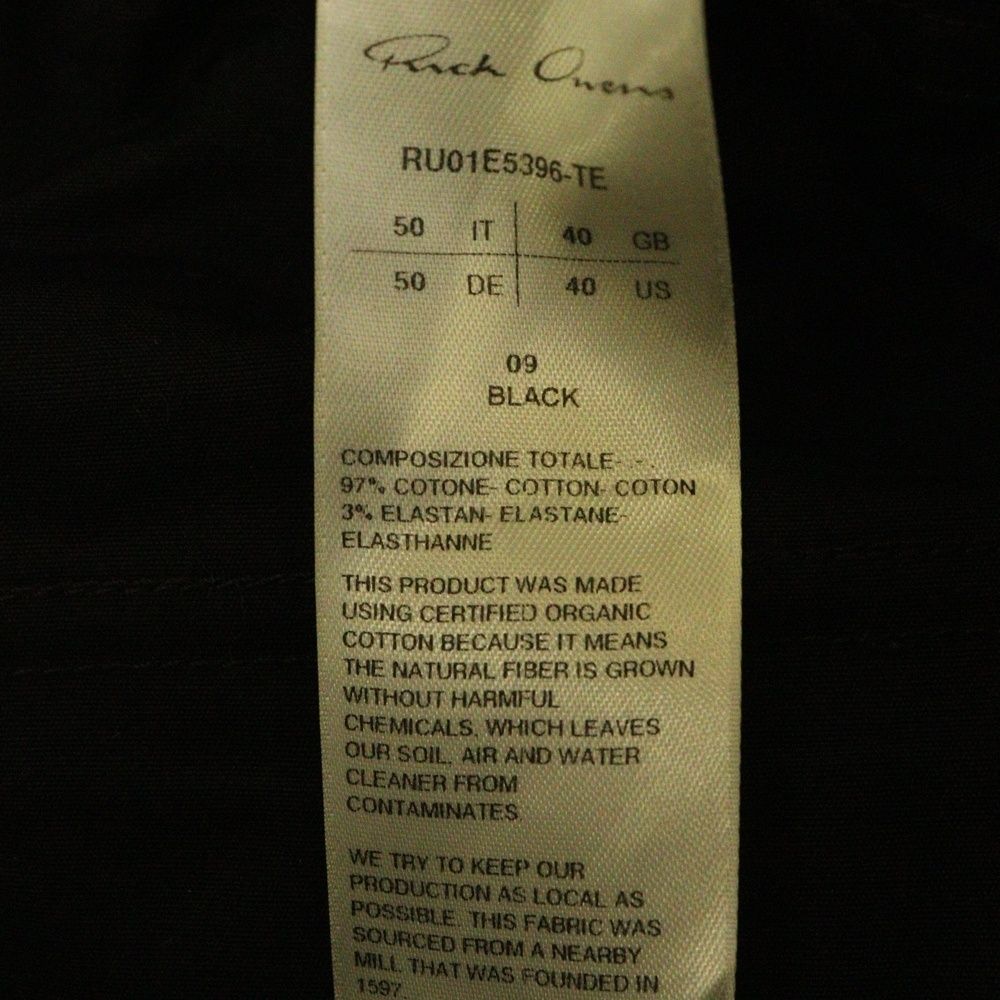 Rick Owens
RU01E5396-TE
50 IT 40 GB
50 DE 40 US
09
BLACK
COMPOSIZIONE TOTALE- .-.
97% COTONE- COTTON- COTON
3% ELASTAN- ELASTANE-
ELASTHANNE
THIS PRODUCT WAS MADE
USING CERTIFIED ORGANIC
COTTON BECAUSE IT MEANS
THE NATURAL FIBER IS GROWN
WITHOUT HARMFUL
CHEMICALS, WHICH LEAVES
OUR SOIL, AIR AND WATER
CLEANER FROM
CONTAMINATES.
WE TRY TO KEEP OUR
PRODUCTION AS LOCAL AS
POSSIBLE. THIS FABRIC WAS
SOURCED FROM A NEARBY
MILL THAT WAS FOUNDED IN
1597.